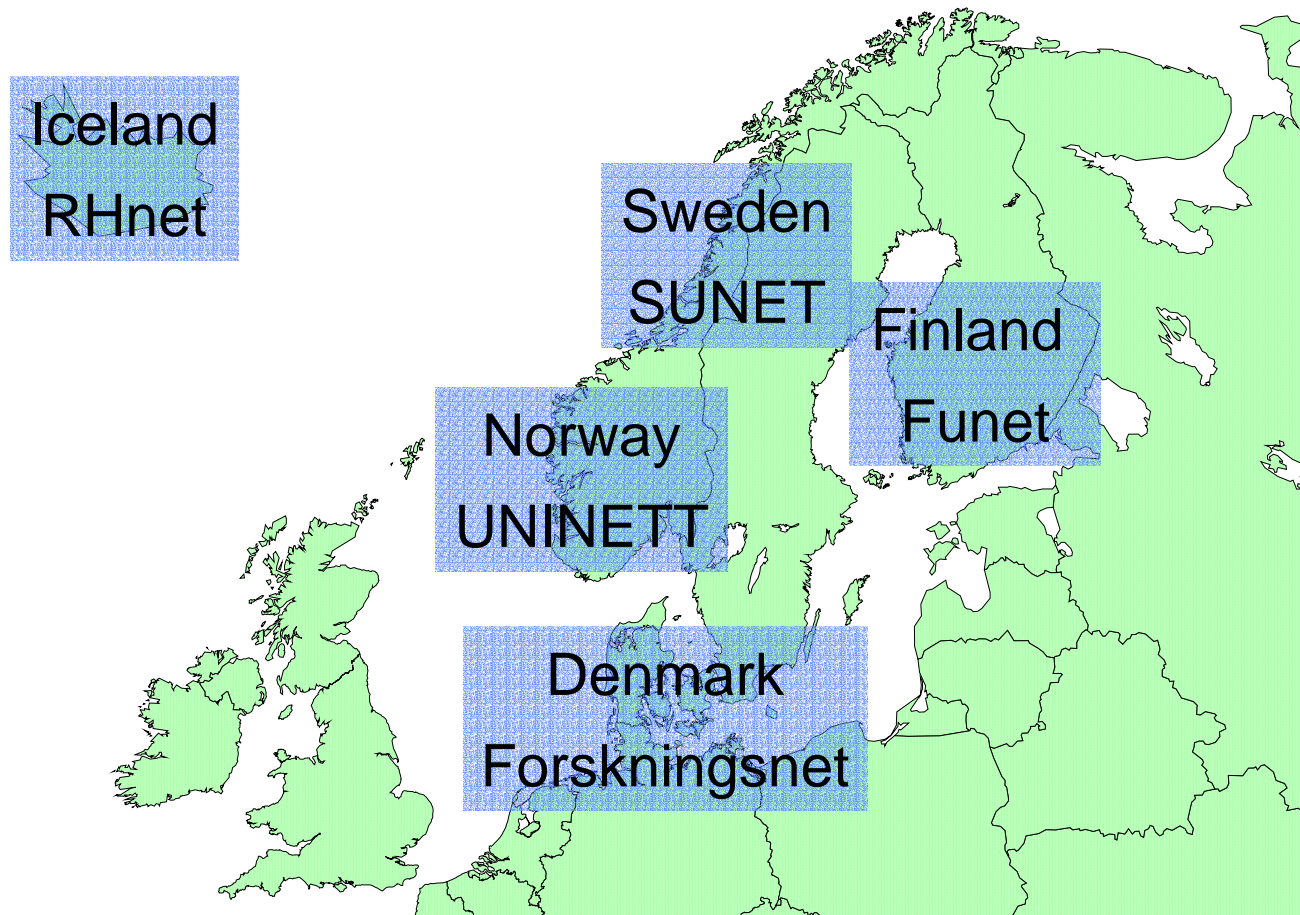 Iceland
RHnet
Sweden
SUNET
Finland
Funet
Norway
UNINETT
Denmark
Forskningsnet